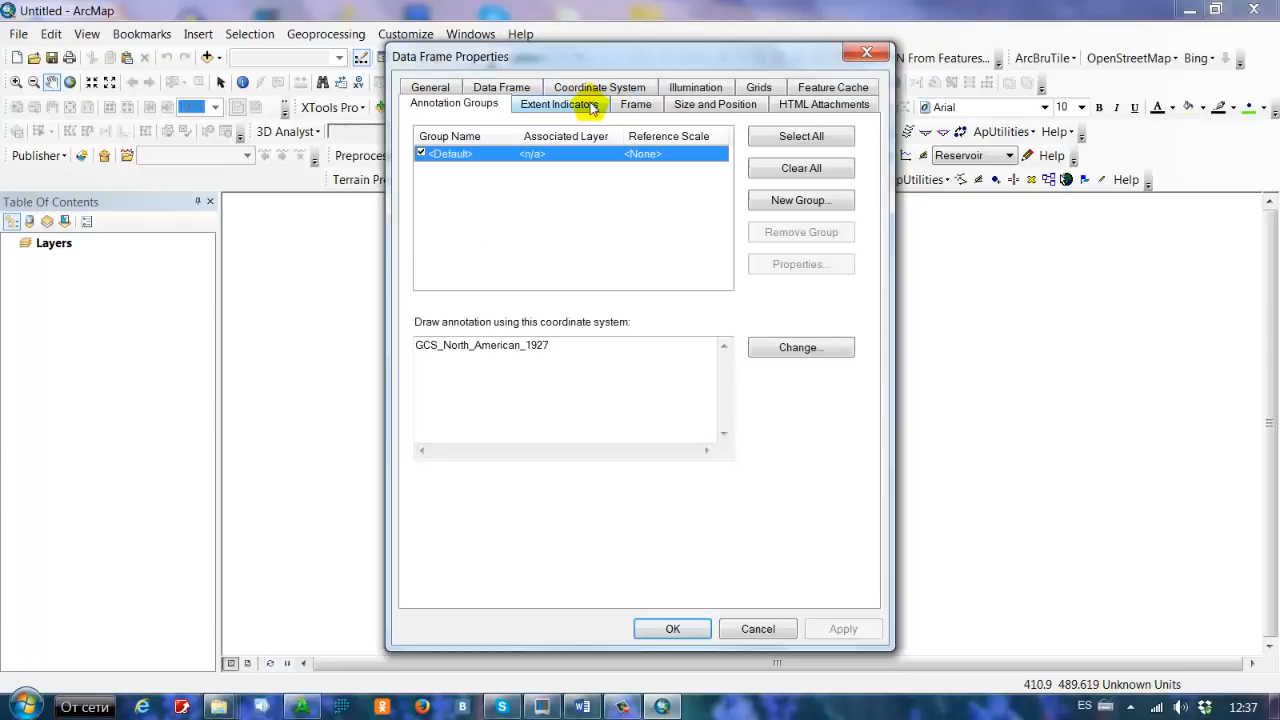 Untitled - ArcMap
File Edit View Bookmarks Insert Selection Geoprocessing Customize Windows Help
N From Features... ArcBruTile OpenStreetMap Bing
XTools Pro
Arial 10 B I A
3D Analyst
ApUtilities Help
Publisher
Preproces
Reservoir Help
Terrain Pr
pUtilities Help
Table Of Contents
Layers
Data Frame Properties
General Data Frame Coordinate System Illumination Grids Feature Cache
Annotation Groups Extent Indicators Frame Size and Position HTML Attachments
Group Name Associated Layer Reference Scale
<Default> <n/a> <None>
Select All
Clear All
New Group...
Remove Group
Properties...
Draw annotation using this coordinate system:
GCS_North_American_1927
Change...
OK Cancel Apply
410.9 489.619 Unknown Units
От сети
ES
12:37